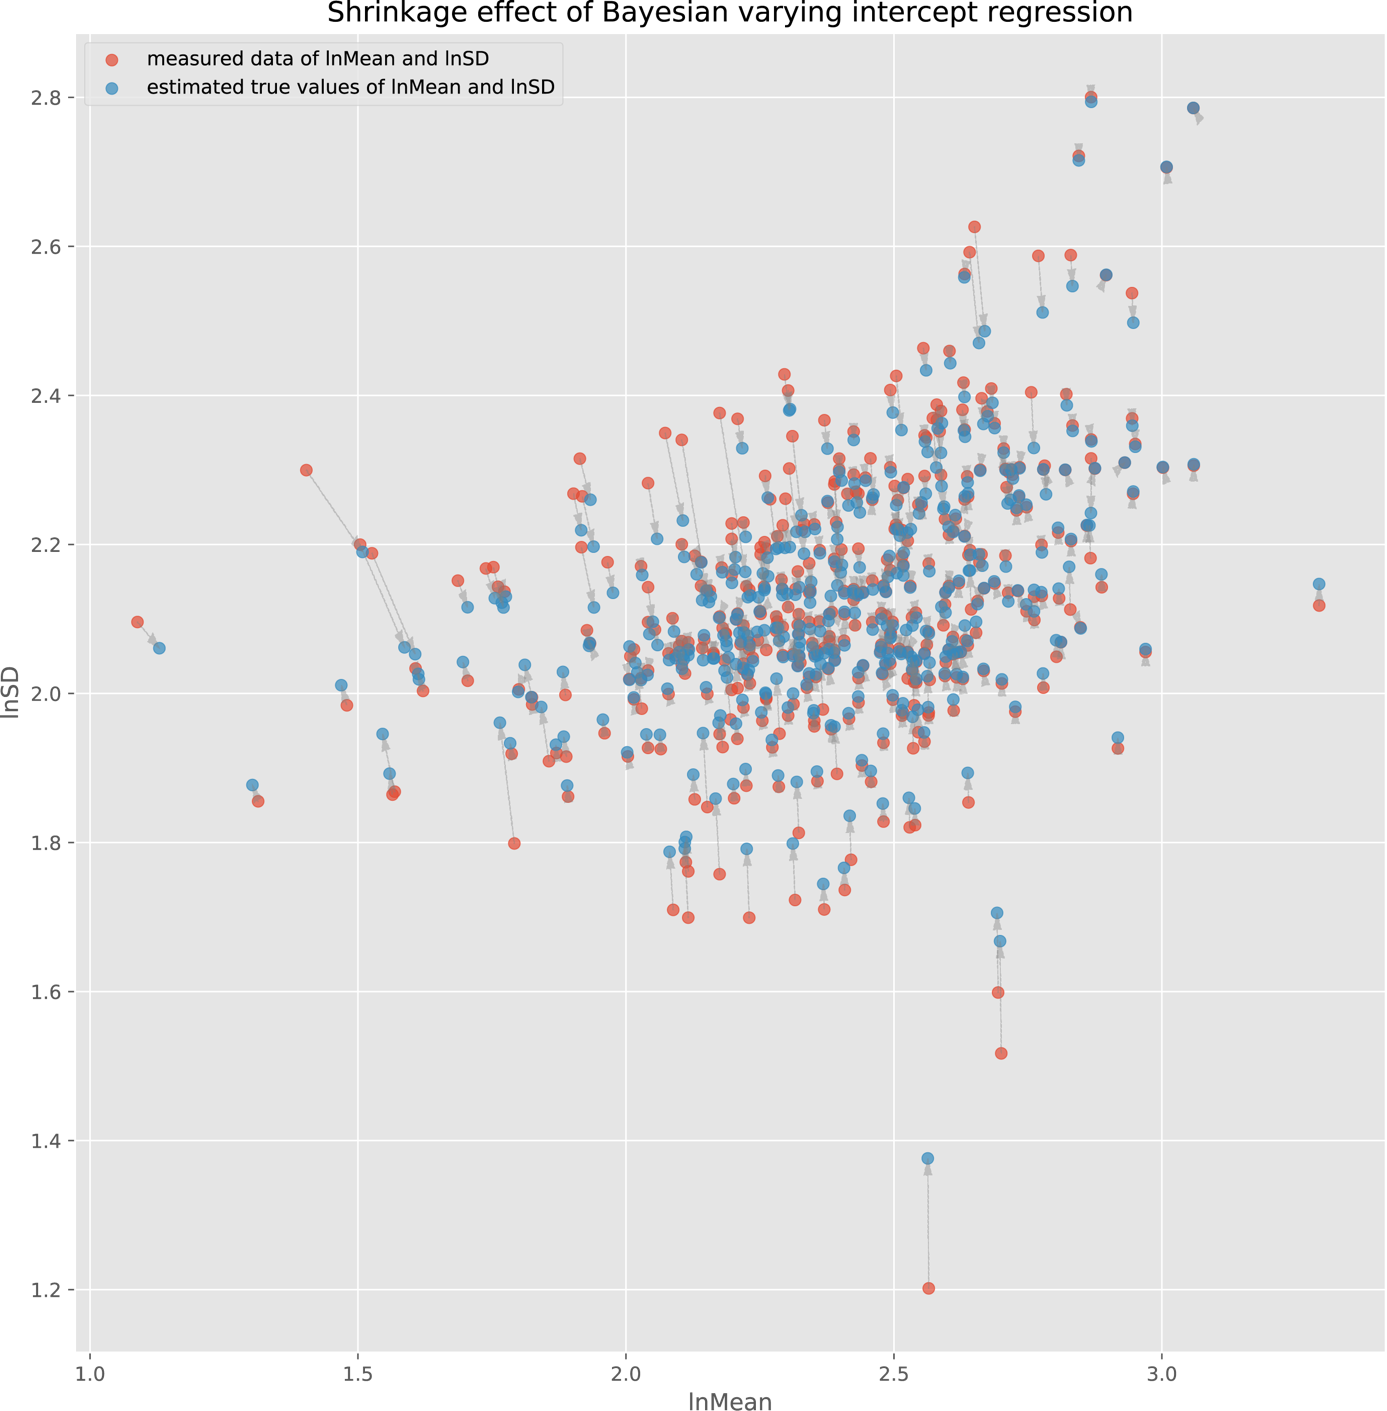 Shrinkage effect of Bayesian varying intercept regression
measured data of lnMean and lnSD
estimated true values of lnMean and lnSD
2.8
2.6
2.4
2.2
2.0
1.8
1.6
1.4
1.2
lnSD
1.0 1.5 2.0 2.5 3.0
lnMean